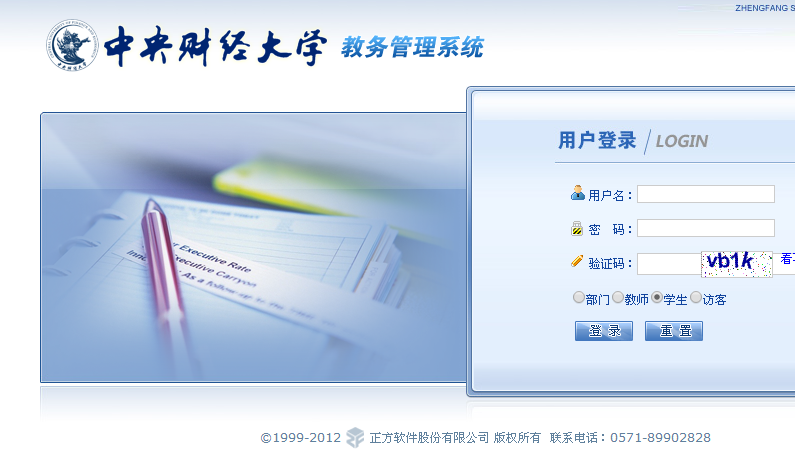 ZHENGFANG S
中央财经大学 教务管理系统
用户登录 / LOGIN
用户名：
密 码：
验证码： vb1k 看不
部门 教师 学生 访客
登 录 重 置
Executive Rate
Executive Carryon
As a follow-up to the
©1999-2012 正方软件股份有限公司 版权所有 联系电话：0571-89902828